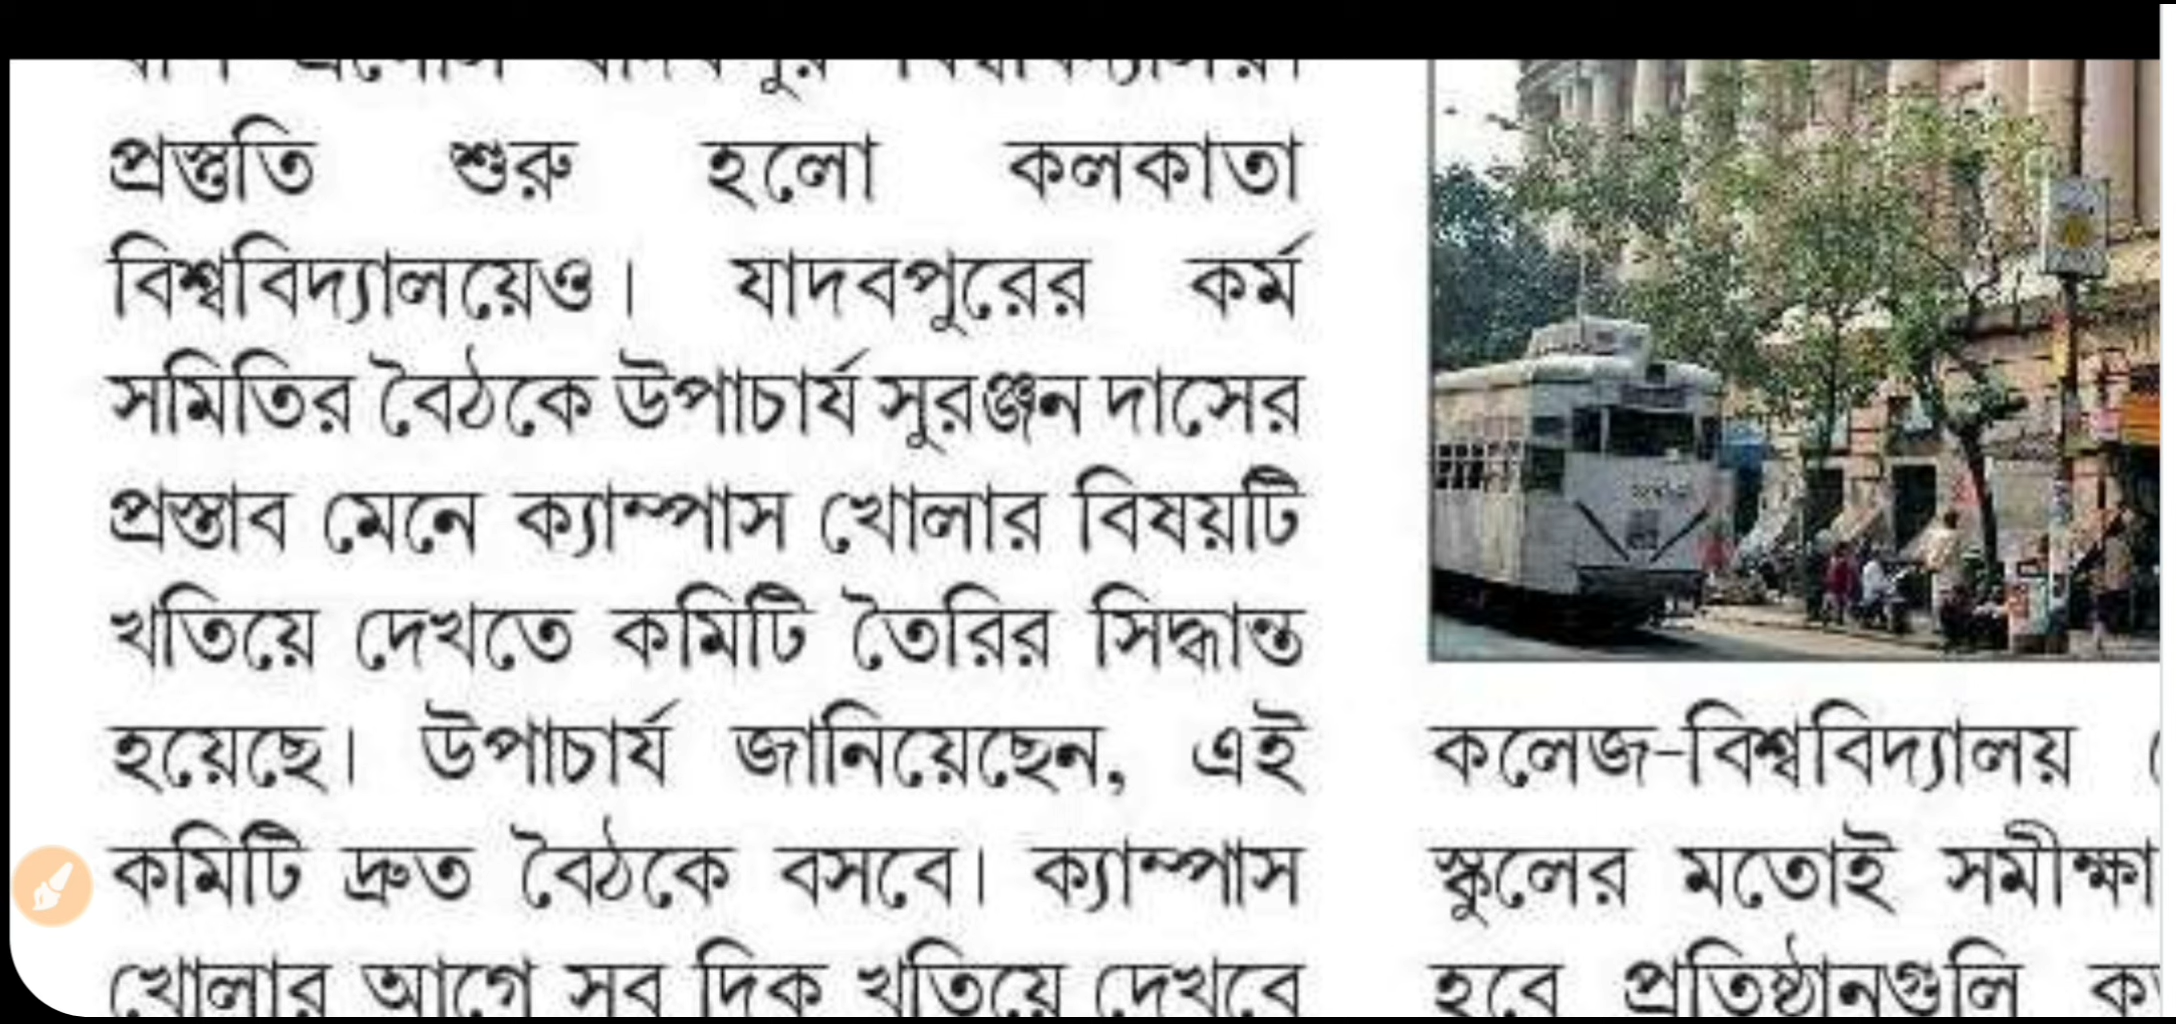 প্রস্তুতি শুরু হলো কলকাতা
বিশ্ববিদ্যালয়েও। যাদবপুরের কর্ম
সমিতির বৈঠকে উপাচার্য সুরঞ্জন দাসের
প্রস্তাব মেনে ক্যাম্পাস খোলার বিষয়টি
খতিয়ে দেখতে কমিটি তৈরির সিদ্ধান্ত
হয়েছে। উপাচার্য জানিয়েছেন, এই
কমিটি দ্রুত বৈঠকে বসবে। ক্যাম্পাস
খোলার আগে সব দিক খতিয়ে দেখবে
কলেজ-বিশ্ববিদ্যালয়
স্কুলের মতোই সমীক্ষা
হবে প্রতিষ্ঠানগুলি